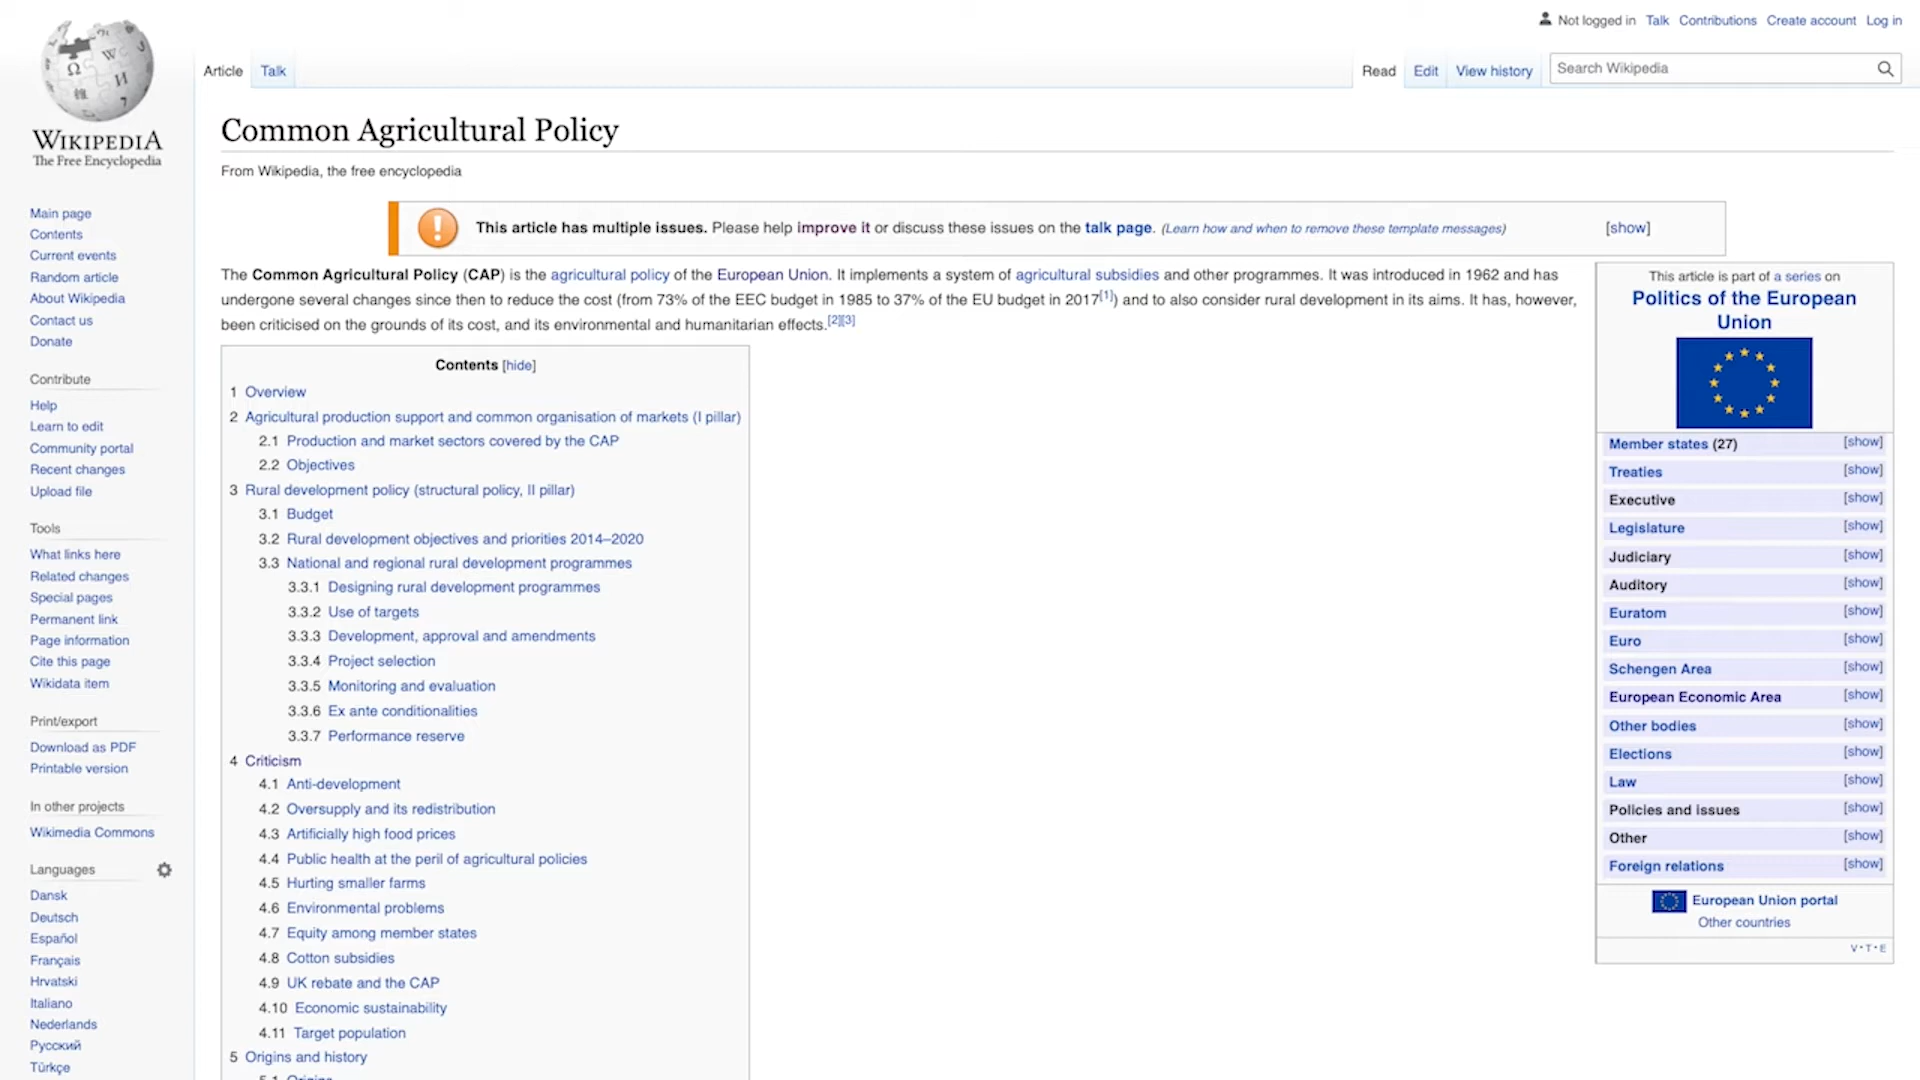 Not logged in Talk Contributions Create account Log in
Article Talk
Read Edit View history Search Wikipedia
WIKIPEDIA
The Free Encyclopedia
Main page
Contents
Current events
Random article
About Wikipedia
Contact us
Donate
Contribute
Help
Learn to edit
Community portal
Recent changes
Upload file
Tools
What links here
Related changes
Special pages
Permanent link
Page information
Cite this page
Wikidata item
Print/export
Download as PDF
Printable version
In other projects
Wikimedia Commons
Languages
Dansk
Deutsch
Español
Français
Hrvatski
Italiano
Nederlands
Русский
Türkçe
Common Agricultural Policy
From Wikipedia, the free encyclopedia
This article has multiple issues. Please help improve it or discuss these issues on the talk page. (Learn how and when to remove these template messages) [show]
The Common Agricultural Policy (CAP) is the agricultural policy of the European Union. It implements a system of agricultural subsidies and other programmes. It was introduced in 1962 and has
undergone several changes since then to reduce the cost (from 73% of the EEC budget in 1985 to 37% of the EU budget in 2017[1]) and to also consider rural development in its aims. It has, however,
been criticised on the grounds of its cost, and its environmental and humanitarian effects.[2][3]
Contents [hide]
1 Overview
2 Agricultural production support and common organisation of markets (I pillar)
2.1 Production and market sectors covered by the CAP
2.2 Objectives
3 Rural development policy (structural policy, II pillar)
3.1 Budget
3.2 Rural development objectives and priorities 2014–2020
3.3 National and regional rural development programmes
3.3.1 Designing rural development programmes
3.3.2 Use of targets
3.3.3 Development, approval and amendments
3.3.4 Project selection
3.3.5 Monitoring and evaluation
3.3.6 Ex ante conditionalities
3.3.7 Performance reserve
4 Criticism
4.1 Anti-development
4.2 Oversupply and its redistribution
4.3 Artificially high food prices
4.4 Public health at the peril of agricultural policies
4.5 Hurting smaller farms
4.6 Environmental problems
4.7 Equity among member states
4.8 Cotton subsidies
4.9 UK rebate and the CAP
4.10 Economic sustainability
4.11 Target population
5 Origins and history
5.1 Origins
This article is part of a series on
Politics of the European
Union
Member states (27) [show]
Treaties [show]
Executive [show]
Legislature [show]
Judiciary [show]
Auditory [show]
Euratom [show]
Euro [show]
Schengen Area [show]
European Economic Area [show]
Other bodies [show]
Elections [show]
Law [show]
Policies and issues [show]
Other [show]
Foreign relations [show]
European Union portal
Other countries
V·T·E